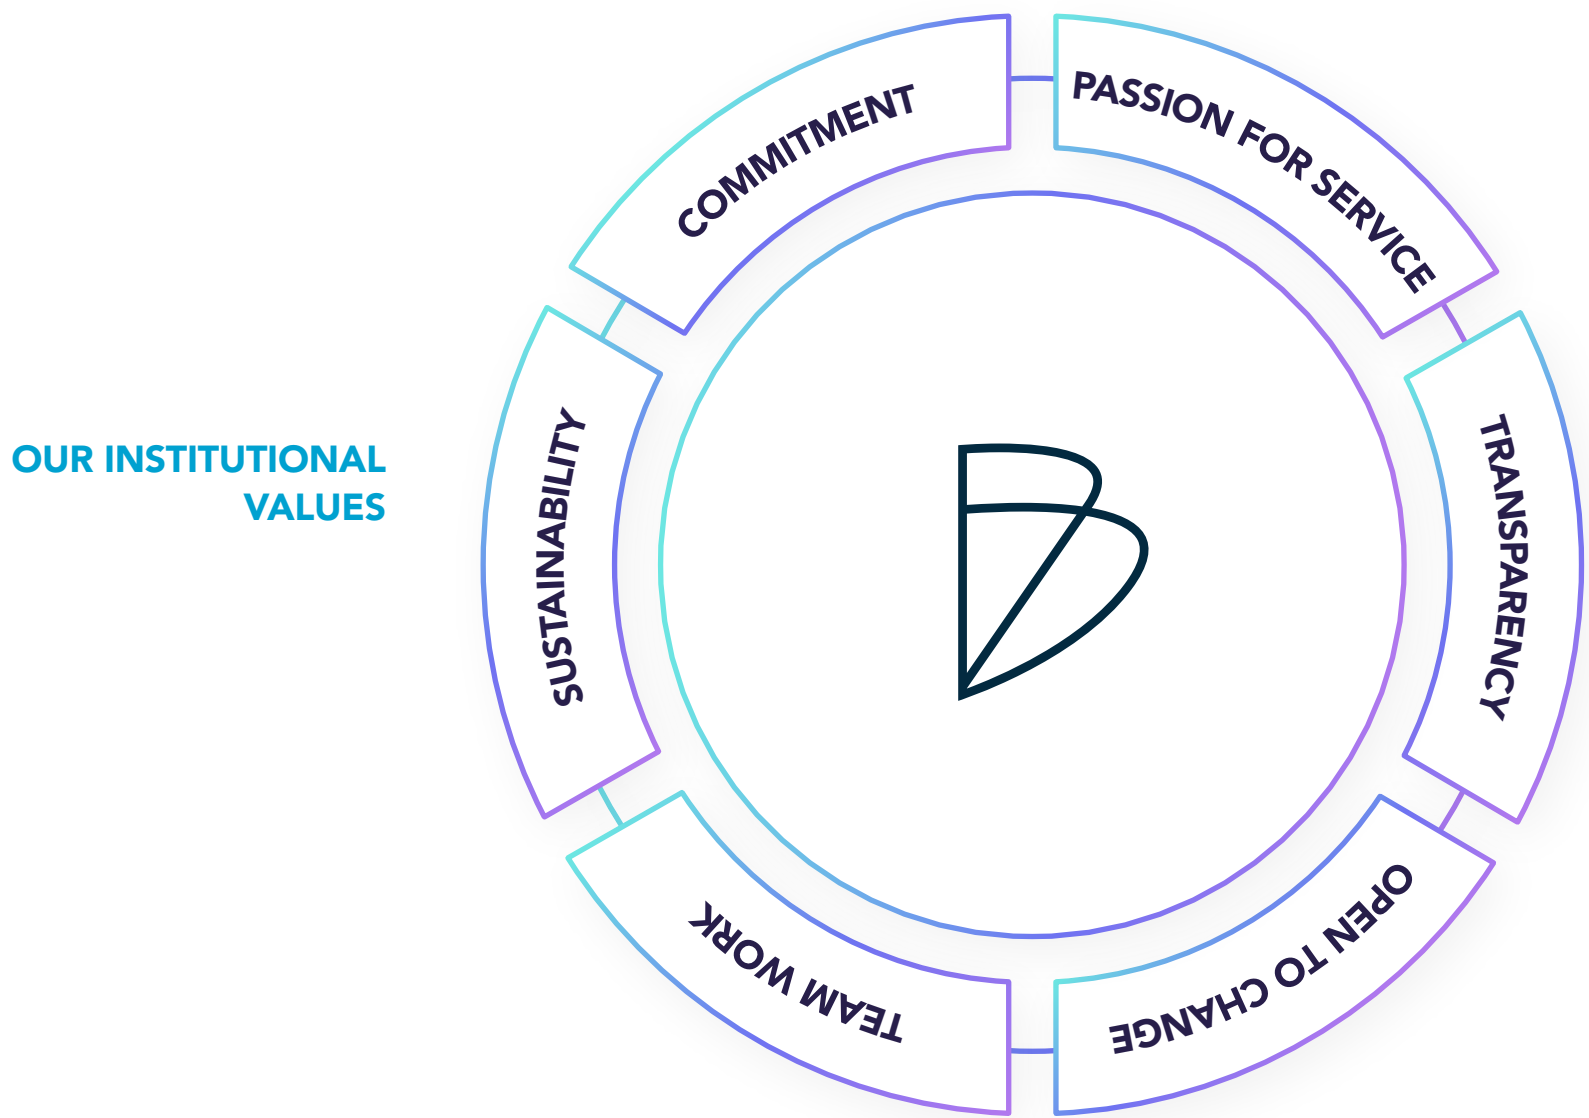 OUR INSTITUTIONAL
VALUES
COMMITMENT
PASSION FOR SERVICE
TRANSPARENCY
OPEN TO CHANGE
TEAM WORK
SUSTAINABILITY